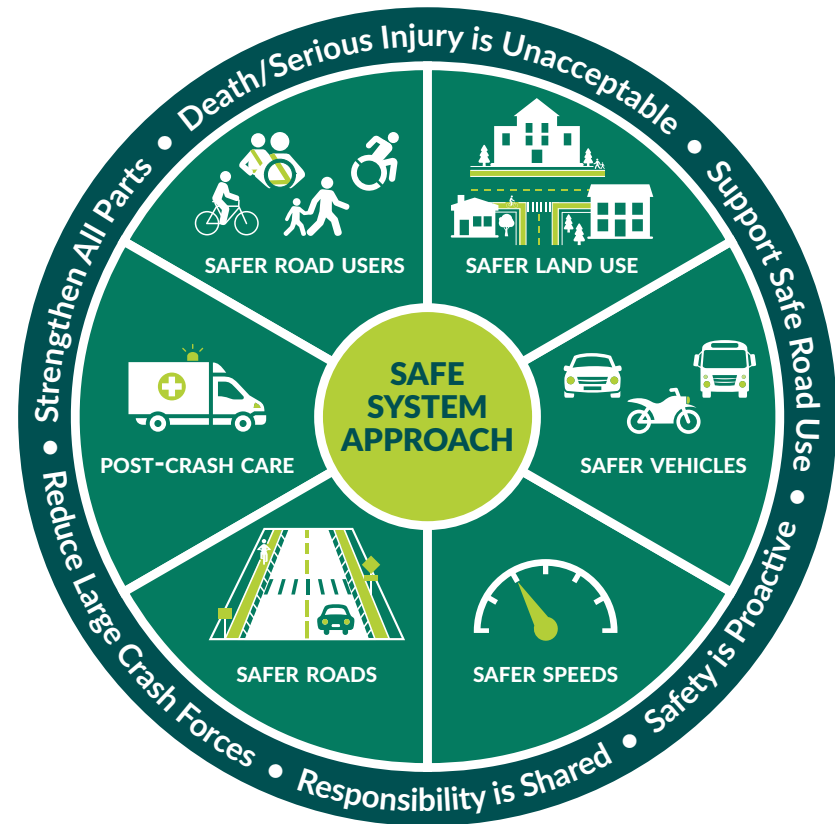 Death/Serious Injury is Unacceptable
Support Safe Road Use
Safety is Proactive
Responsibility is Shared
Reduce Large Crash Forces
Strengthen All Parts
SAFER ROAD USERS
SAFER LAND USE
SAFE
SYSTEM
APPROACH
POST-CRASH CARE
SAFER VEHICLES
SAFER ROADS
SAFER SPEEDS